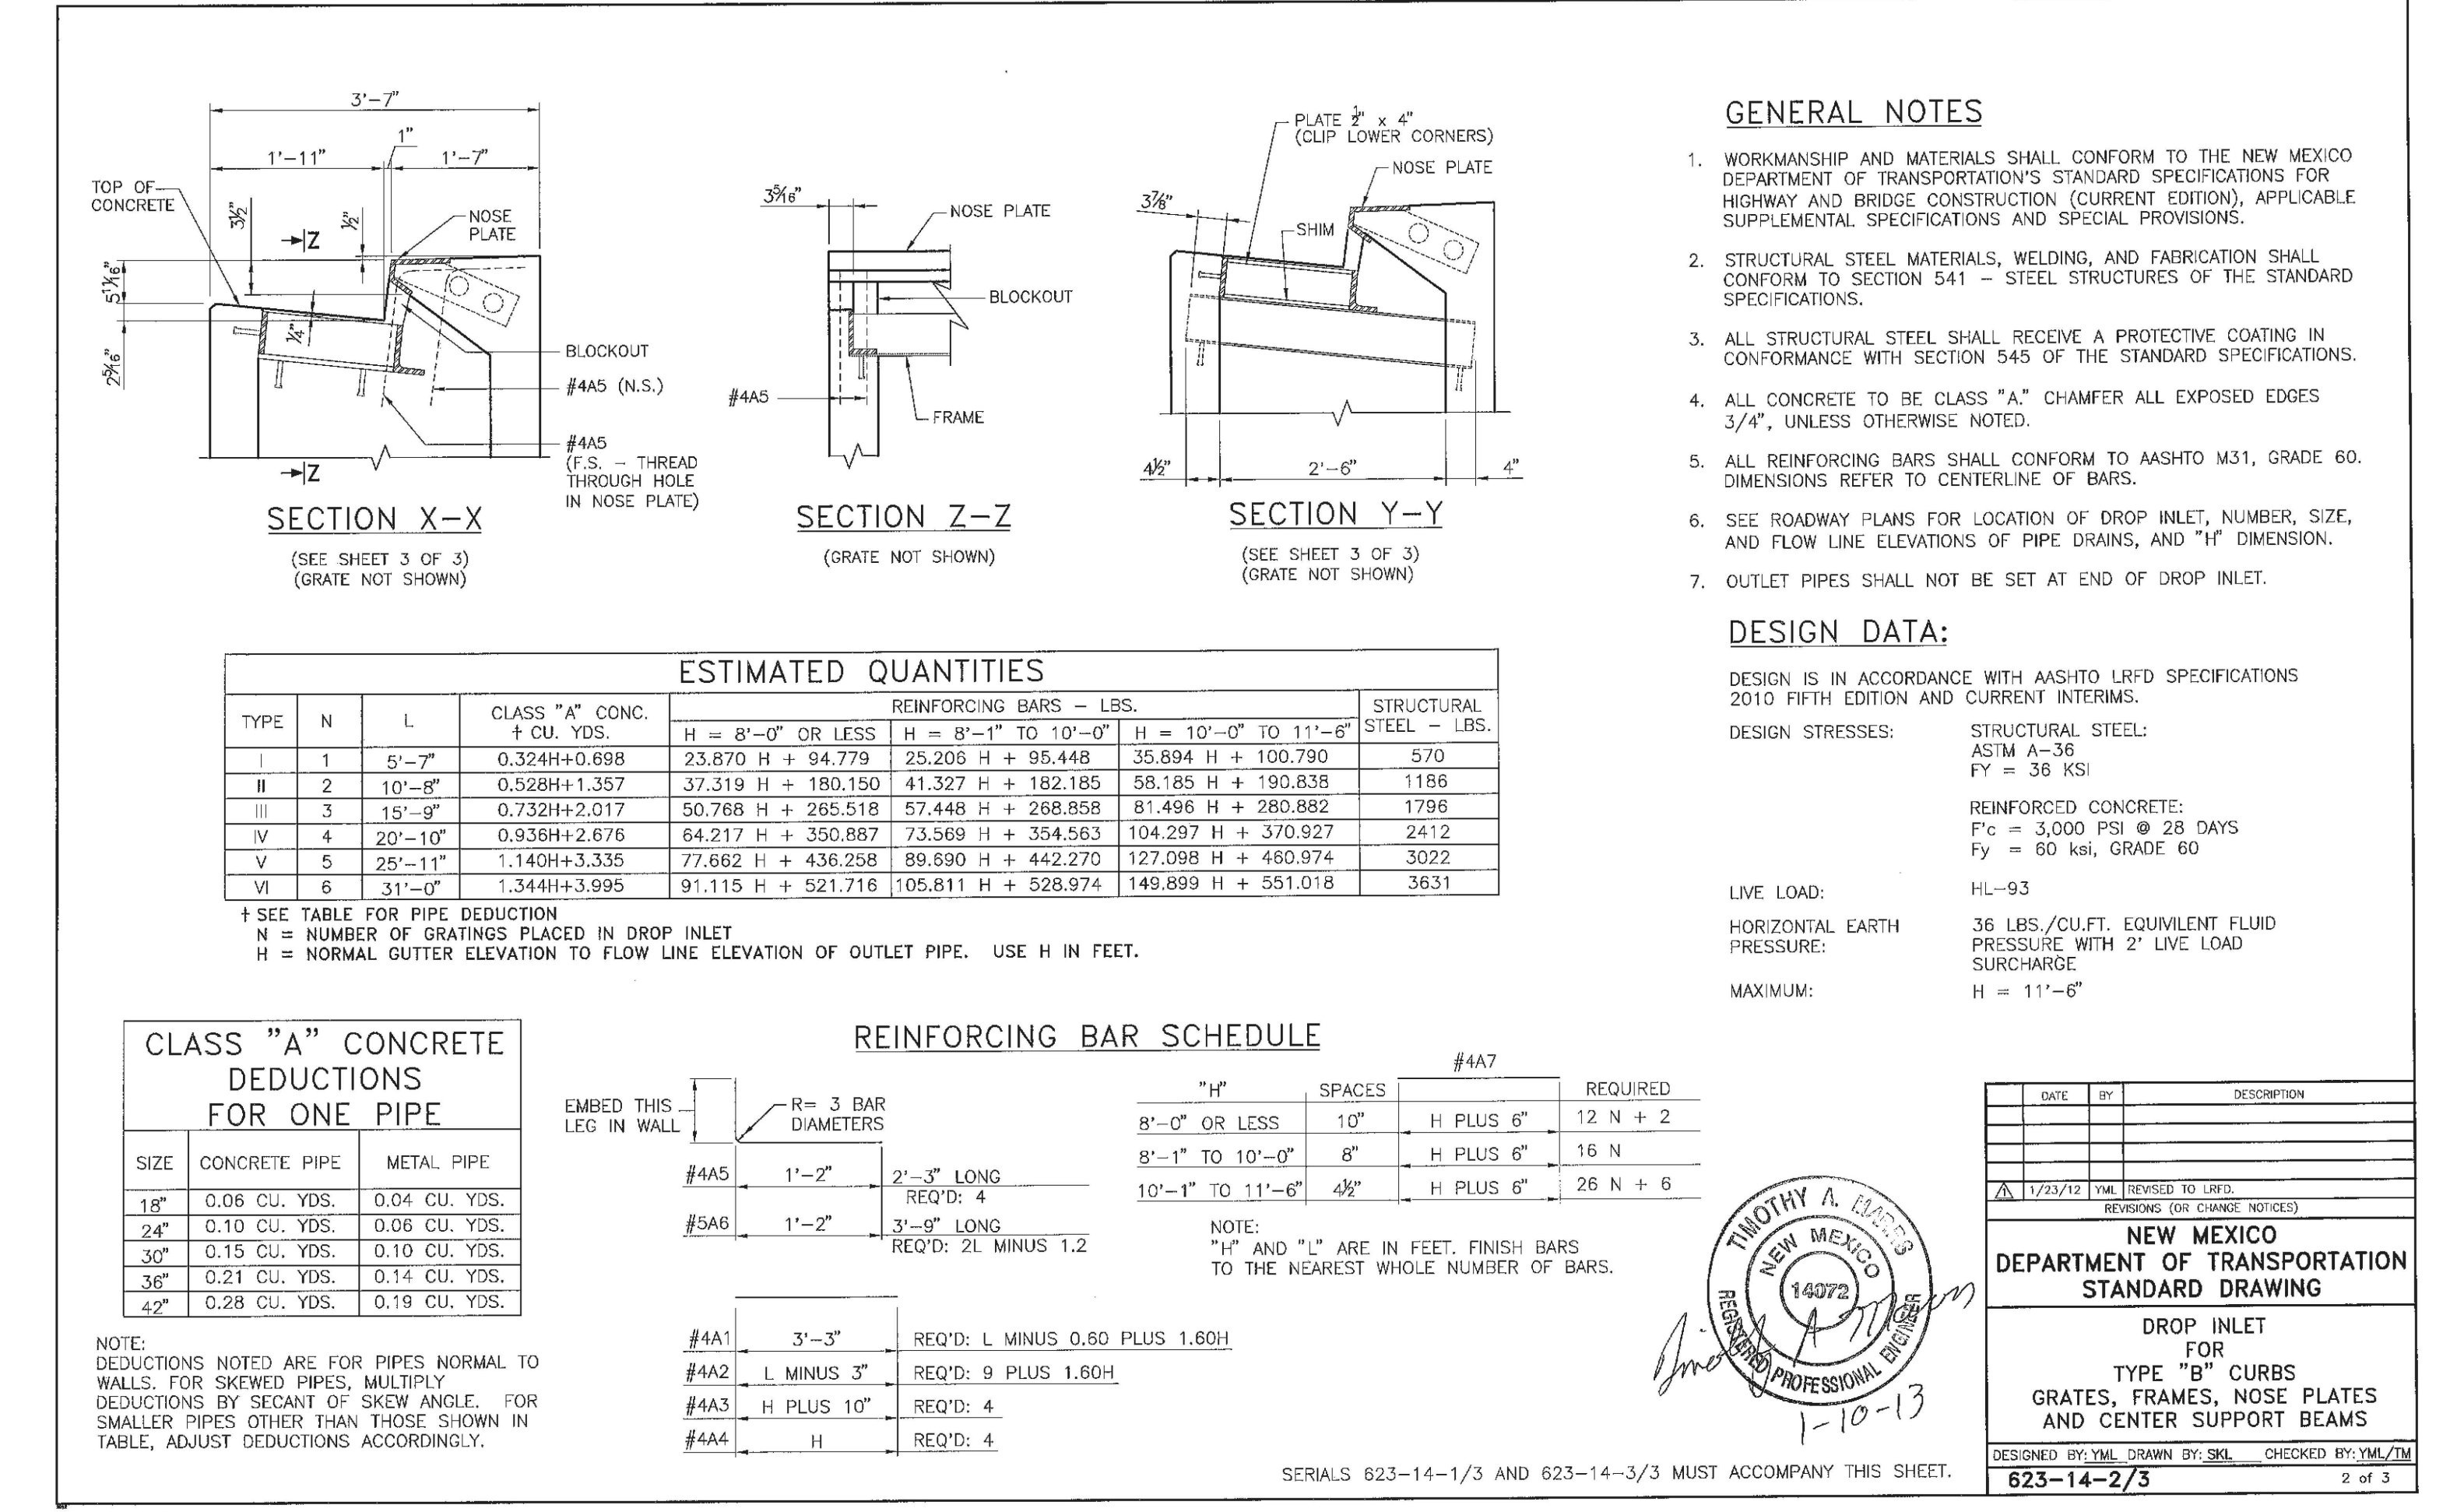 3'-7"
1"
1'-11"
1'-7"
TOP OF
CONCRETE
3½"
½"
Z
NOSE
PLATE
5 11/16"
¼"
2 5/16"
BLOCKOUT
#4A5 (N.S.)
#4A5
(F.S. - THREAD
THROUGH HOLE
IN NOSE PLATE)
Z
SECTION X-X
(SEE SHEET 3 OF 3)
(GRATE NOT SHOWN)
3 5/16"
NOSE PLATE
BLOCKOUT
#4A5
FRAME
SECTION Z-Z
(GRATE NOT SHOWN)
PLATE ½" x 4"
(CLIP LOWER CORNERS)
NOSE PLATE
3⅞"
SHIM
4½"
2'-6"
4"
SECTION Y-Y
(SEE SHEET 3 OF 3)
(GRATE NOT SHOWN)
GENERAL NOTES
1. WORKMANSHIP AND MATERIALS SHALL CONFORM TO THE NEW MEXICO
DEPARTMENT OF TRANSPORTATION'S STANDARD SPECIFICATIONS FOR
HIGHWAY AND BRIDGE CONSTRUCTION (CURRENT EDITION), APPLICABLE
SUPPLEMENTAL SPECIFICATIONS AND SPECIAL PROVISIONS.
2. STRUCTURAL STEEL MATERIALS, WELDING, AND FABRICATION SHALL
CONFORM TO SECTION 541 - STEEL STRUCTURES OF THE STANDARD
SPECIFICATIONS.
3. ALL STRUCTURAL STEEL SHALL RECEIVE A PROTECTIVE COATING IN
CONFORMANCE WITH SECTION 545 OF THE STANDARD SPECIFICATIONS.
4. ALL CONCRETE TO BE CLASS "A." CHAMFER ALL EXPOSED EDGES
3/4", UNLESS OTHERWISE NOTED.
5. ALL REINFORCING BARS SHALL CONFORM TO AASHTO M31, GRADE 60.
DIMENSIONS REFER TO CENTERLINE OF BARS.
6. SEE ROADWAY PLANS FOR LOCATION OF DROP INLET, NUMBER, SIZE,
AND FLOW LINE ELEVATIONS OF PIPE DRAINS, AND "H" DIMENSION.
7. OUTLET PIPES SHALL NOT BE SET AT END OF DROP INLET.
DESIGN DATA:
DESIGN IS IN ACCORDANCE WITH AASHTO LRFD SPECIFICATIONS
2010 FIFTH EDITION AND CURRENT INTERIMS.
DESIGN STRESSES: STRUCTURAL STEEL:
ASTM A-36
FY = 36 KSI
REINFORCED CONCRETE:
F'c = 3,000 PSI @ 28 DAYS
Fy = 60 ksi, GRADE 60
LIVE LOAD: HL-93
HORIZONTAL EARTH 36 LBS./CU.FT. EQUIVILENT FLUID
PRESSURE: PRESSURE WITH 2' LIVE LOAD
SURCHARGE
MAXIMUM: H = 11'-6"
ESTIMATED QUANTITIES
TYPE N L CLASS "A" CONC. † CU. YDS. REINFORCING BARS - LBS. STRUCTURAL STEEL - LBS.
H = 8'-0" OR LESS H = 8'-1" TO 10'-0" H = 10'-0" TO 11'-6"
I 1 5'-7" 0.324H+0.698 23.870 H + 94.779 25.206 H + 95.448 35.894 H + 100.790 570
II 2 10'-8" 0.528H+1.357 37.319 H + 180.150 41.327 H + 182.185 58.185 H + 190.838 1186
III 3 15'-9" 0.732H+2.017 50.768 H + 265.518 57.448 H + 268.858 81.496 H + 280.882 1796
IV 4 20'-10" 0.936H+2.676 64.217 H + 350.887 73.569 H + 354.563 104.297 H + 370.927 2412
V 5 25'-11" 1.140H+3.335 77.662 H + 436.258 89.690 H + 442.270 127.098 H + 460.974 3022
VI 6 31'-0" 1.344H+3.995 91.115 H + 521.716 105.811 H + 528.974 149.899 H + 551.018 3631
† SEE TABLE FOR PIPE DEDUCTION
N = NUMBER OF GRATINGS PLACED IN DROP INLET
H = NORMAL GUTTER ELEVATION TO FLOW LINE ELEVATION OF OUTLET PIPE. USE H IN FEET.
CLASS "A" CONCRETE
DEDUCTIONS
FOR ONE PIPE
SIZE CONCRETE PIPE METAL PIPE
18" 0.06 CU. YDS. 0.04 CU. YDS.
24" 0.10 CU. YDS. 0.06 CU. YDS.
30" 0.15 CU. YDS. 0.10 CU. YDS.
36" 0.21 CU. YDS. 0.14 CU. YDS.
42" 0.28 CU. YDS. 0.19 CU. YDS.
NOTE:
DEDUCTIONS NOTED ARE FOR PIPES NORMAL TO
WALLS. FOR SKEWED PIPES, MULTIPLY
DEDUCTIONS BY SECANT OF SKEW ANGLE. FOR
SMALLER PIPES OTHER THAN THOSE SHOWN IN
TABLE, ADJUST DEDUCTIONS ACCORDINGLY.
REINFORCING BAR SCHEDULE
EMBED THIS
LEG IN WALL
R= 3 BAR
DIAMETERS
#4A5 1'-2" 2'-3" LONG
REQ'D: 4
#5A6 1'-2" 3'-9" LONG
REQ'D: 2L MINUS 1.2
#4A1 3'-3" REQ'D: L MINUS 0.60 PLUS 1.60H
#4A2 L MINUS 3" REQ'D: 9 PLUS 1.60H
#4A3 H PLUS 10" REQ'D: 4
#4A4 H REQ'D: 4
#4A7
"H" SPACES REQUIRED
8'-0" OR LESS 10" H PLUS 6" 12 N + 2
8'-1" TO 10'-0" 8" H PLUS 6" 16 N
10'-1" TO 11'-6" 4½" H PLUS 6" 26 N + 6
NOTE:
"H" AND "L" ARE IN FEET. FINISH BARS
TO THE NEAREST WHOLE NUMBER OF BARS.
TIMOTHY A.
NEW MEXICO
14072
REGISTERED PROFESSIONAL ENGINEER
1-10-13
SERIALS 623-14-1/3 AND 623-14-3/3 MUST ACCOMPANY THIS SHEET.
DATE BY DESCRIPTION
1 1/23/12 YML REVISED TO LRFD.
REVISIONS (OR CHANGE NOTICES)
NEW MEXICO
DEPARTMENT OF TRANSPORTATION
STANDARD DRAWING
DROP INLET
FOR
TYPE "B" CURBS
GRATES, FRAMES, NOSE PLATES
AND CENTER SUPPORT BEAMS
DESIGNED BY: YML DRAWN BY: SKL CHECKED BY: YML/TM
623-14-2/3 2 of 3